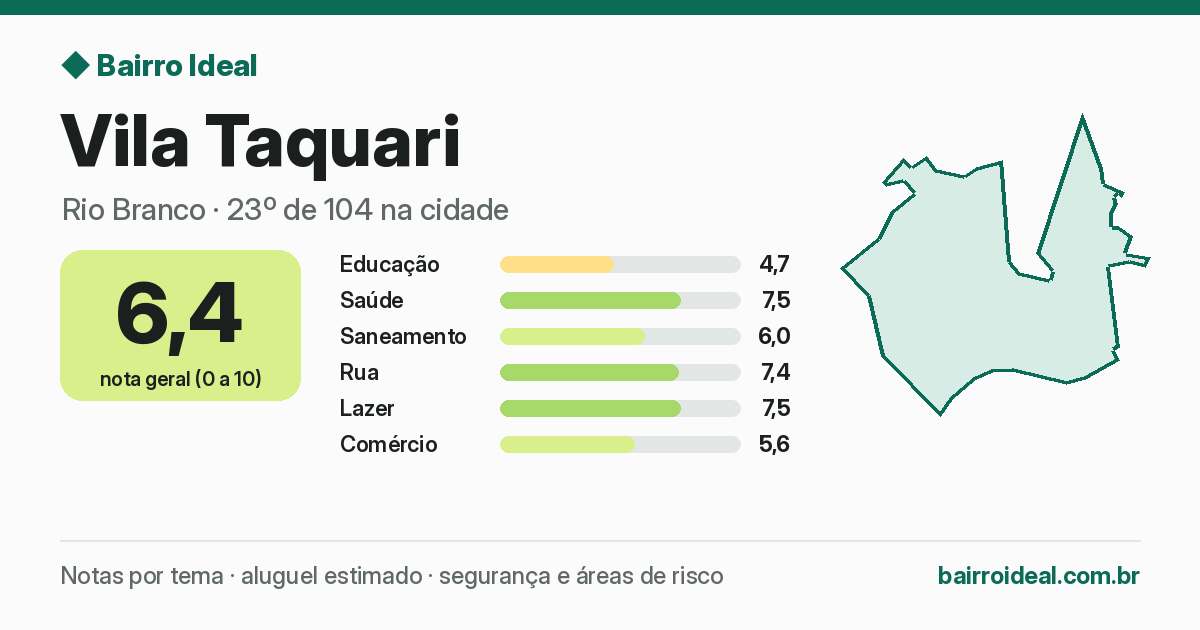 Bairro Ideal
Vila Taquari
Rio Branco · 23º de 104 na cidade
6,4
nota geral (0 a 10)
Educação 4,7
Saúde 7,5
Saneamento 6,0
Rua 7,4
Lazer 7,5
Comércio 5,6
Notas por tema · aluguel estimado · segurança e áreas de risco
bairroideal.com.br